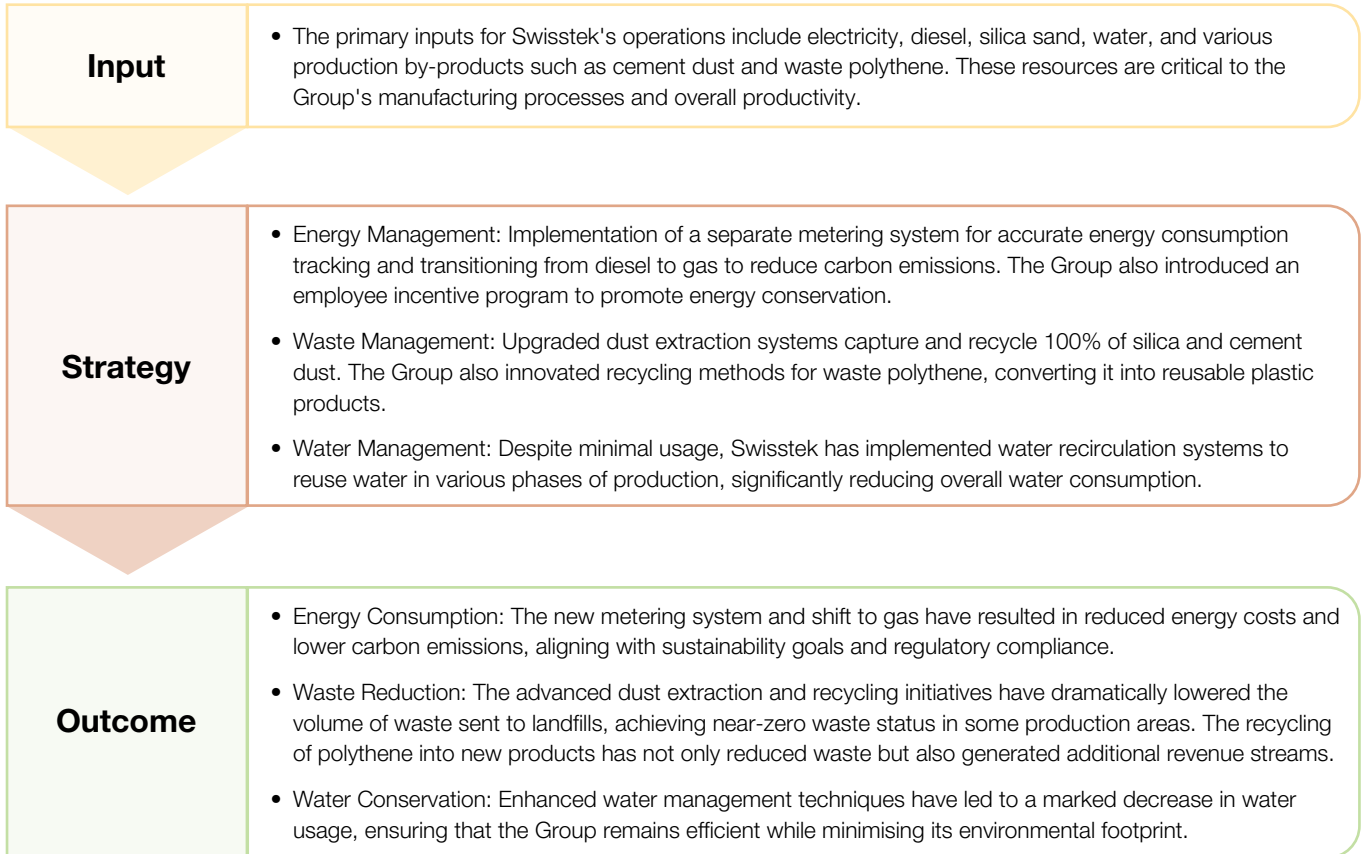 Input
• The primary inputs for Swisstek's operations include electricity, diesel, silica sand, water, and various
production by-products such as cement dust and waste polythene. These resources are critical to the
Group's manufacturing processes and overall productivity.
Strategy
• Energy Management: Implementation of a separate metering system for accurate energy consumption
tracking and transitioning from diesel to gas to reduce carbon emissions. The Group also introduced an
employee incentive program to promote energy conservation.
• Waste Management: Upgraded dust extraction systems capture and recycle 100% of silica and cement
dust. The Group also innovated recycling methods for waste polythene, converting it into reusable plastic
products.
• Water Management: Despite minimal usage, Swisstek has implemented water recirculation systems to
reuse water in various phases of production, significantly reducing overall water consumption.
Outcome
• Energy Consumption: The new metering system and shift to gas have resulted in reduced energy costs and
lower carbon emissions, aligning with sustainability goals and regulatory compliance.
• Waste Reduction: The advanced dust extraction and recycling initiatives have dramatically lowered the
volume of waste sent to landfills, achieving near-zero waste status in some production areas. The recycling
of polythene into new products has not only reduced waste but also generated additional revenue streams.
• Water Conservation: Enhanced water management techniques have led to a marked decrease in water
usage, ensuring that the Group remains efficient while minimising its environmental footprint.